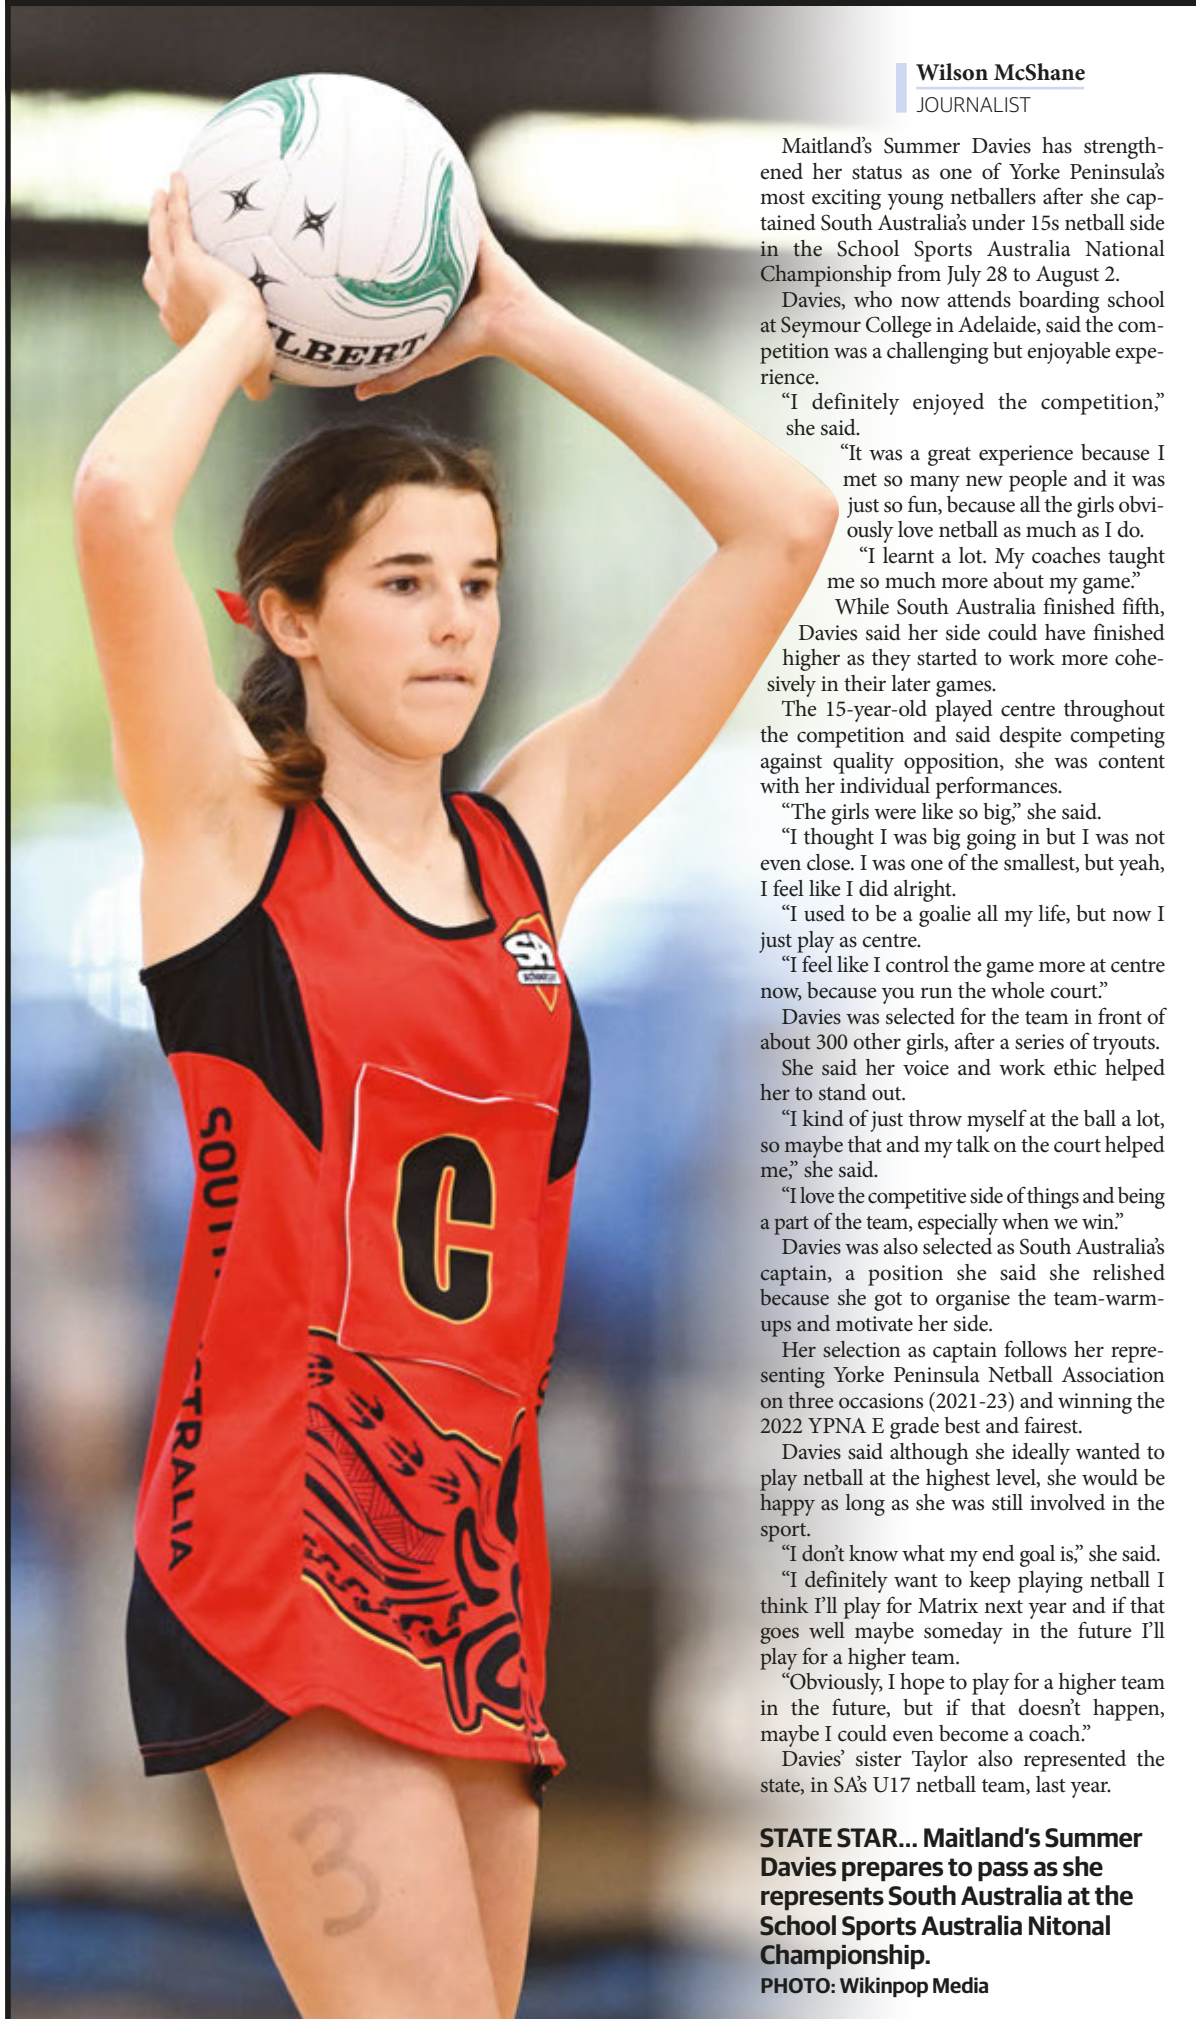 Wilson McShane
JOURNALIST
Maitland’s Summer Davies has strength-
ened her status as one of Yorke Peninsula’s
most exciting young netballers after she cap-
tained South Australia’s under 15s netball side
in the School Sports Australia National
Championship from July 28 to August 2.
Davies, who now attends boarding school
at Seymour College in Adelaide, said the com-
petition was a challenging but enjoyable expe-
rience.
“I definitely enjoyed the competition,”
she said.
“It was a great experience because I
met so many new people and it was
just so fun, because all the girls obvi-
ously love netball as much as I do.
“I learnt a lot. My coaches taught
me so much more about my game.”
While South Australia finished fifth,
Davies said her side could have finished
higher as they started to work more cohe-
sively in their later games.
The 15-year-old played centre throughout
the competition and said despite competing
against quality opposition, she was content
with her individual performances.
“The girls were like so big,” she said.
“I thought I was big going in but I was not
even close. I was one of the smallest, but yeah,
I feel like I did alright.
“I used to be a goalie all my life, but now I
just play as centre.
“I feel like I control the game more at centre
now, because you run the whole court.”
Davies was selected for the team in front of
about 300 other girls, after a series of tryouts.
She said her voice and work ethic helped
her to stand out.
“I kind of just throw myself at the ball a lot,
so maybe that and my talk on the court helped
me,” she said.
“I love the competitive side of things and being
a part of the team, especially when we win.”
Davies was also selected as South Australia’s
captain, a position she said she relished
because she got to organise the team-warm-
ups and motivate her side.
Her selection as captain follows her repre-
senting Yorke Peninsula Netball Association
on three occasions (2021-23) and winning the
2022 YPNA E grade best and fairest.
Davies said although she ideally wanted to
play netball at the highest level, she would be
happy as long as she was still involved in the
sport.
“I don’t know what my end goal is,” she said.
“I definitely want to keep playing netball I
think I’ll play for Matrix next year and if that
goes well maybe someday in the future I’ll
play for a higher team.
“Obviously, I hope to play for a higher team
in the future, but if that doesn’t happen,
maybe I could even become a coach.”
Davies’ sister Taylor also represented the
state, in SA’s U17 netball team, last year.
STATE STAR... Maitland’s Summer
Davies prepares to pass as she
represents South Australia at the
School Sports Australia Nitonal
Championship.
PHOTO: Wikinpop Media
LBERT
SA
C
SOUT
STRALIA
3